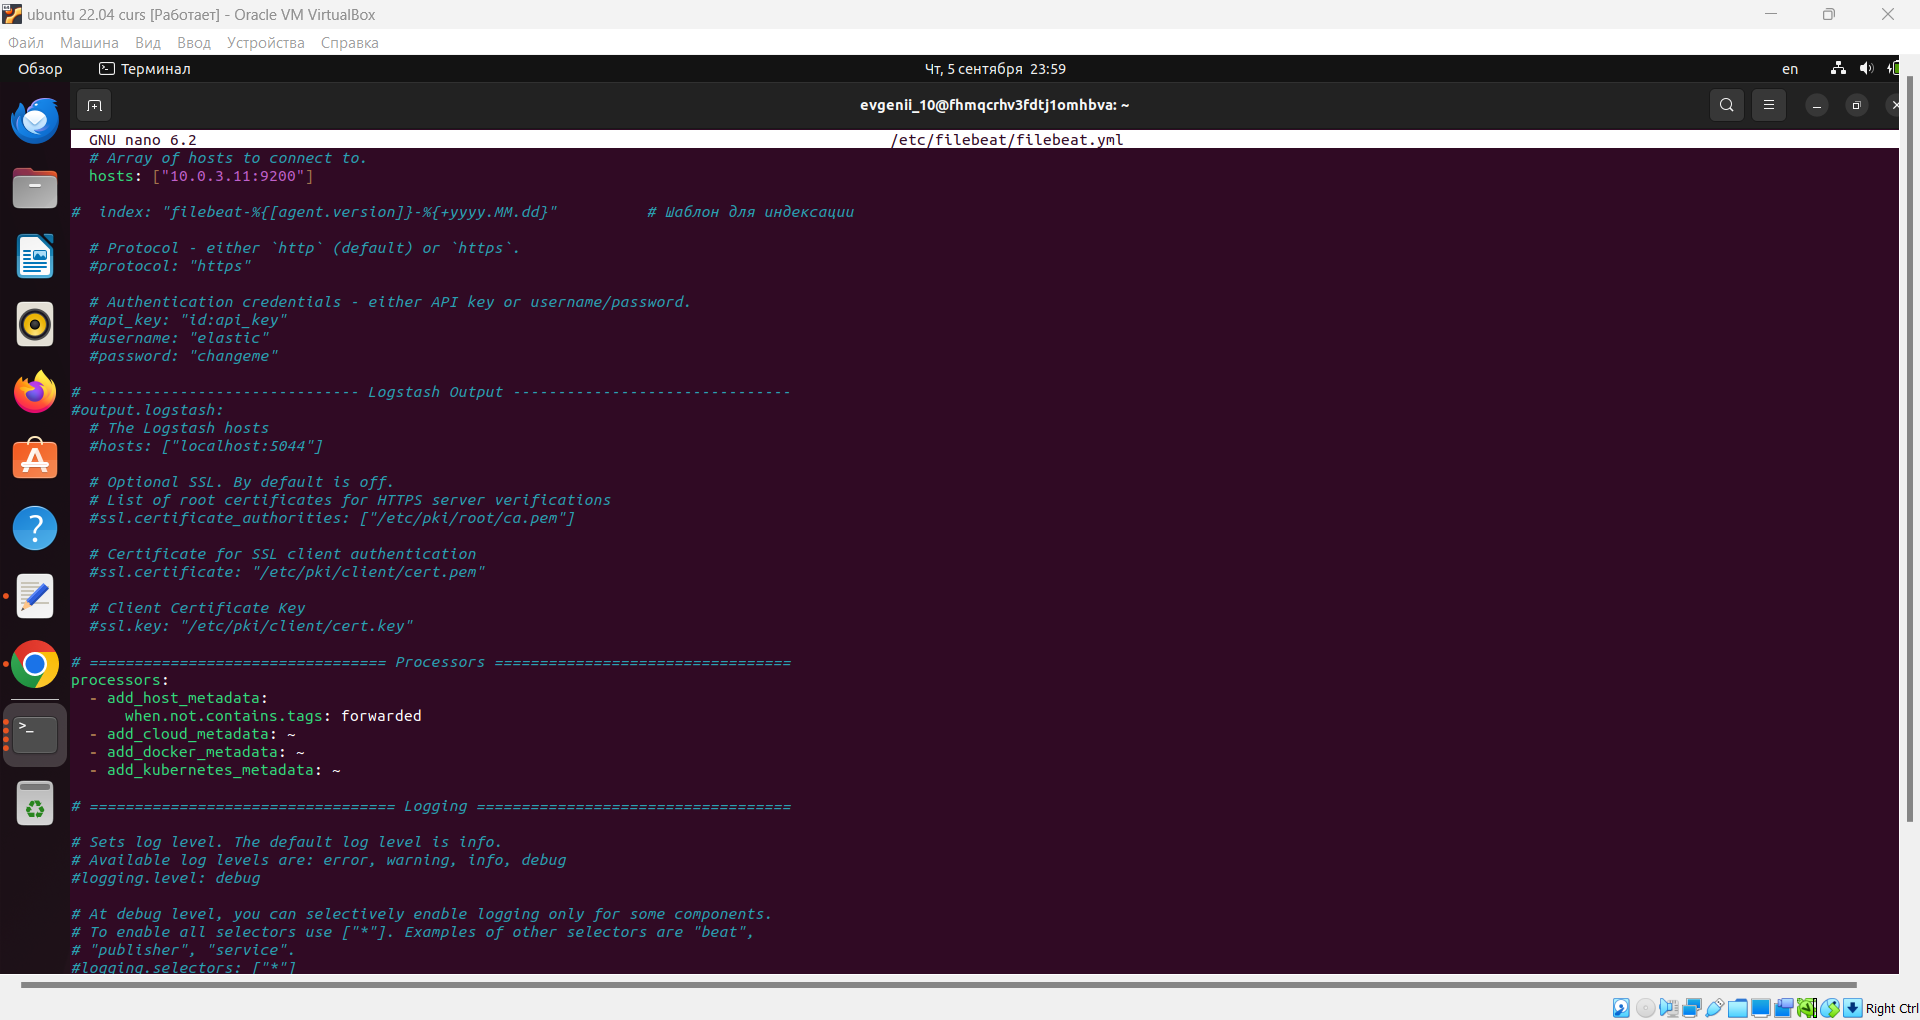 ubuntu 22.04 curs [Работает] - Oracle VM VirtualBox
Файл Машина Вид Ввод Устройства Справка
Обзор Терминал Чт, 5 сентября 23:59 en
evgenii_10@fhmqcrhv3fdtj1omhbva: ~
GNU nano 6.2 /etc/filebeat/filebeat.yml
# Array of hosts to connect to.
hosts: ["10.0.3.11:9200"]
#  index: "filebeat-%{[agent.version]}-%{+yyyy.MM.dd}" # Шаблон для индексации
# Protocol - either `http` (default) or `https`.
#protocol: "https"
# Authentication credentials - either API key or username/password.
#api_key: "id:api_key"
#username: "elastic"
#password: "changeme"
# ------------------------------ Logstash Output -------------------------------
#output.logstash:
# The Logstash hosts
#hosts: ["localhost:5044"]
# Optional SSL. By default is off.
# List of root certificates for HTTPS server verifications
#ssl.certificate_authorities: ["/etc/pki/root/ca.pem"]
# Certificate for SSL client authentication
#ssl.certificate: "/etc/pki/client/cert.pem"
# Client Certificate Key
#ssl.key: "/etc/pki/client/cert.key"
# ================================= Processors =================================
processors:
- add_host_metadata:
when.not.contains.tags: forwarded
- add_cloud_metadata: ~
- add_docker_metadata: ~
- add_kubernetes_metadata: ~
# ================================== Logging ===================================
# Sets log level. The default log level is info.
# Available log levels are: error, warning, info, debug
#logging.level: debug
# At debug level, you can selectively enable logging only for some components.
# To enable all selectors use ["*"]. Examples of other selectors are "beat",
# "publisher", "service".
#logging.selectors: ["*"]
Right Ctrl